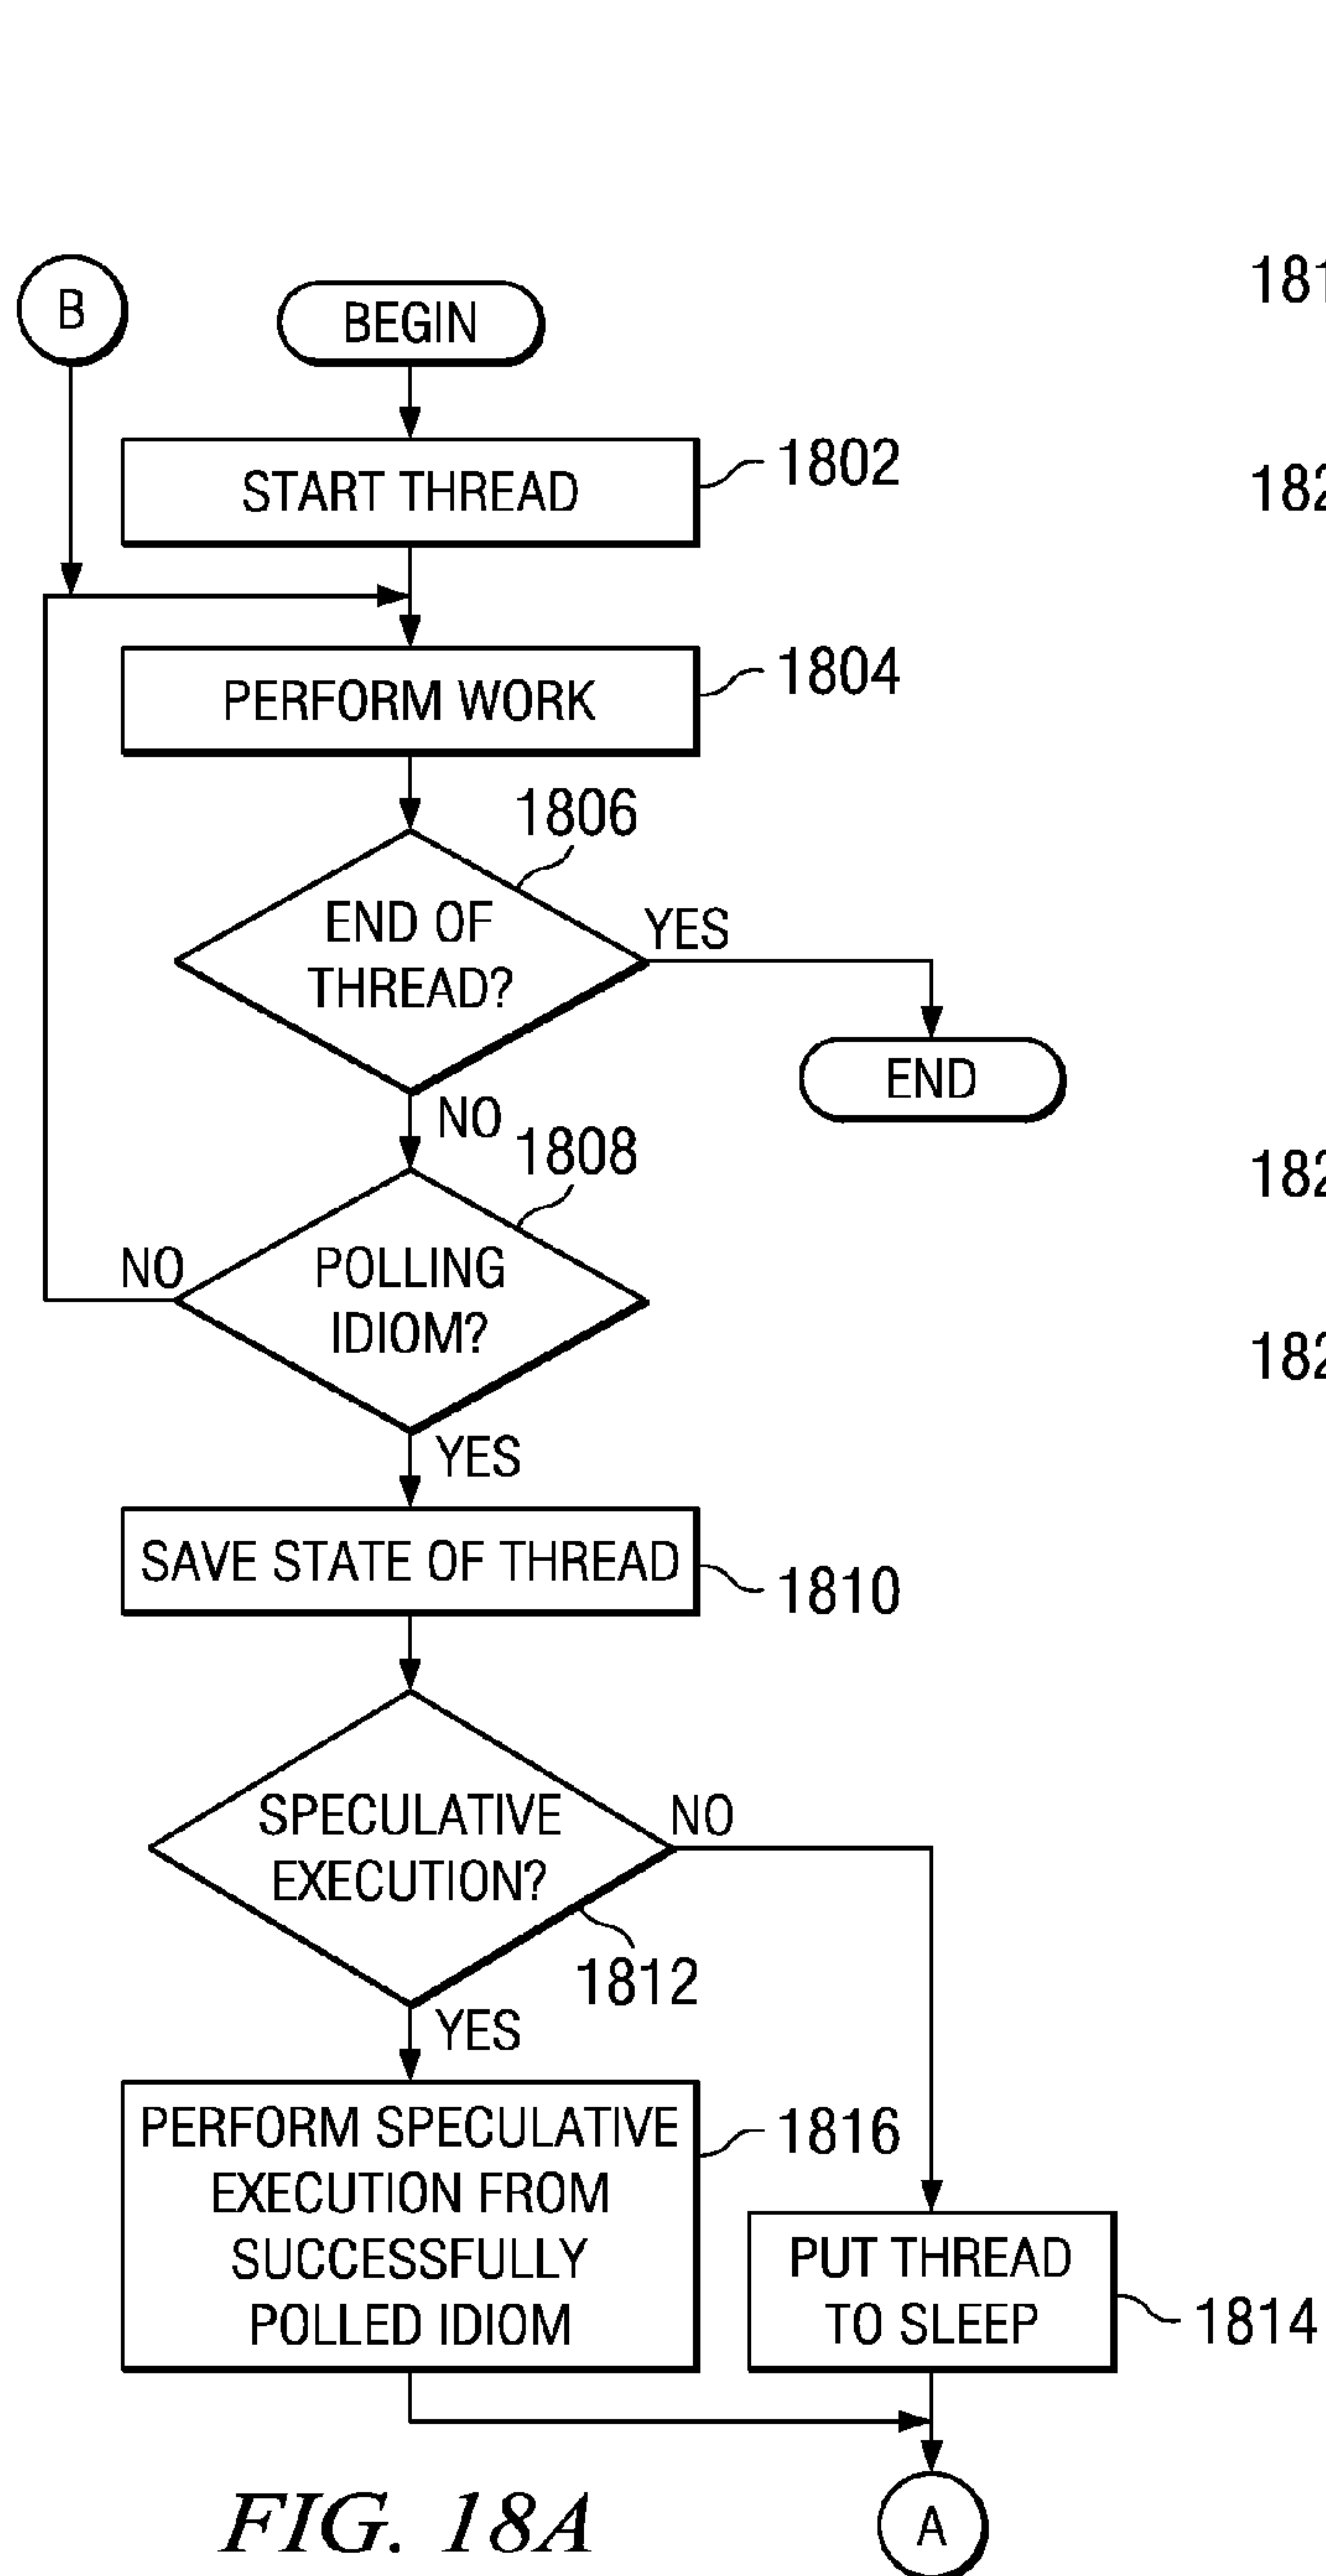 B
BEGIN
START THREAD
1802
PERFORM WORK
1804
1806
END OF
THREAD?
YES
END
NO
1808
POLLING
IDIOM?
NO
YES
SAVE STATE OF THREAD
1810
SPECULATIVE
EXECUTION?
NO
1812
YES
PERFORM SPECULATIVE
EXECUTION FROM
SUCCESSFULLY
POLLED IDIOM
1816
PUT THREAD
TO SLEEP
1814
A
FIG. 18A